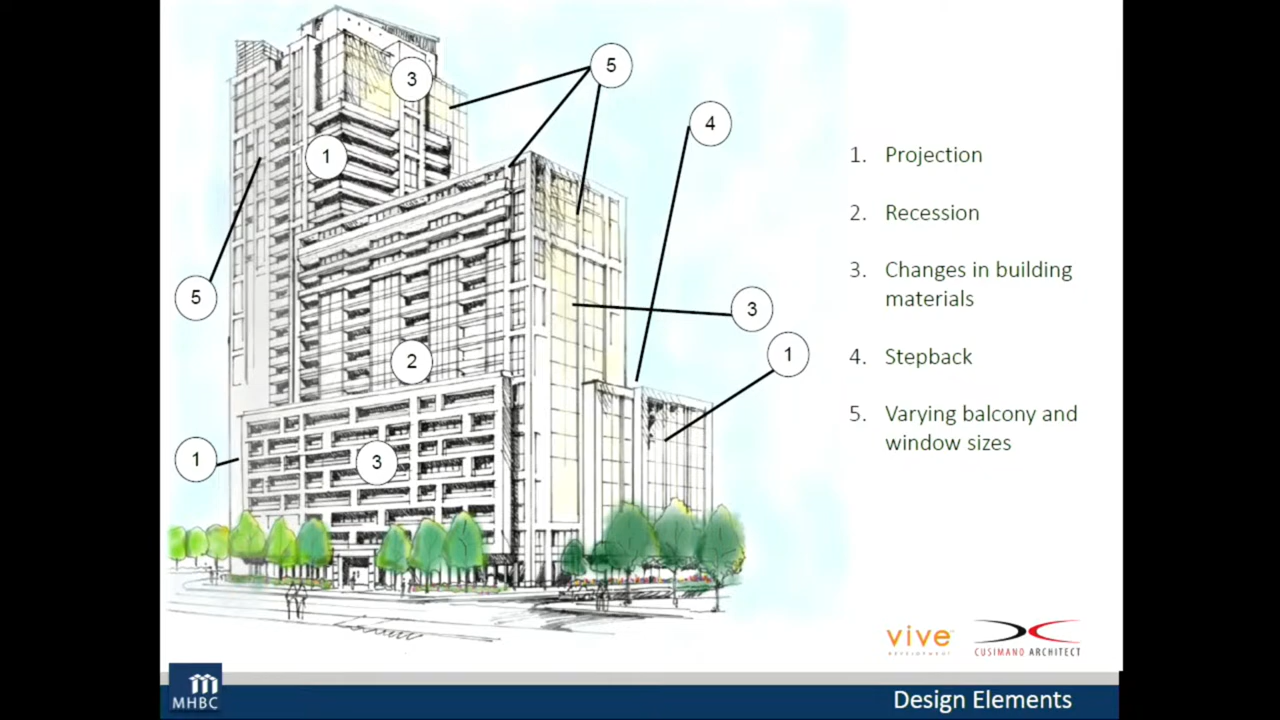 3
5
4
1
5
3
2
1
1
3
1. Projection
2. Recession
3. Changes in building
materials
4. Stepback
5. Varying balcony and
window sizes
vive
DEVELOPMENT
CUSIMANO ARCHITECT
MHBC
Design Elements